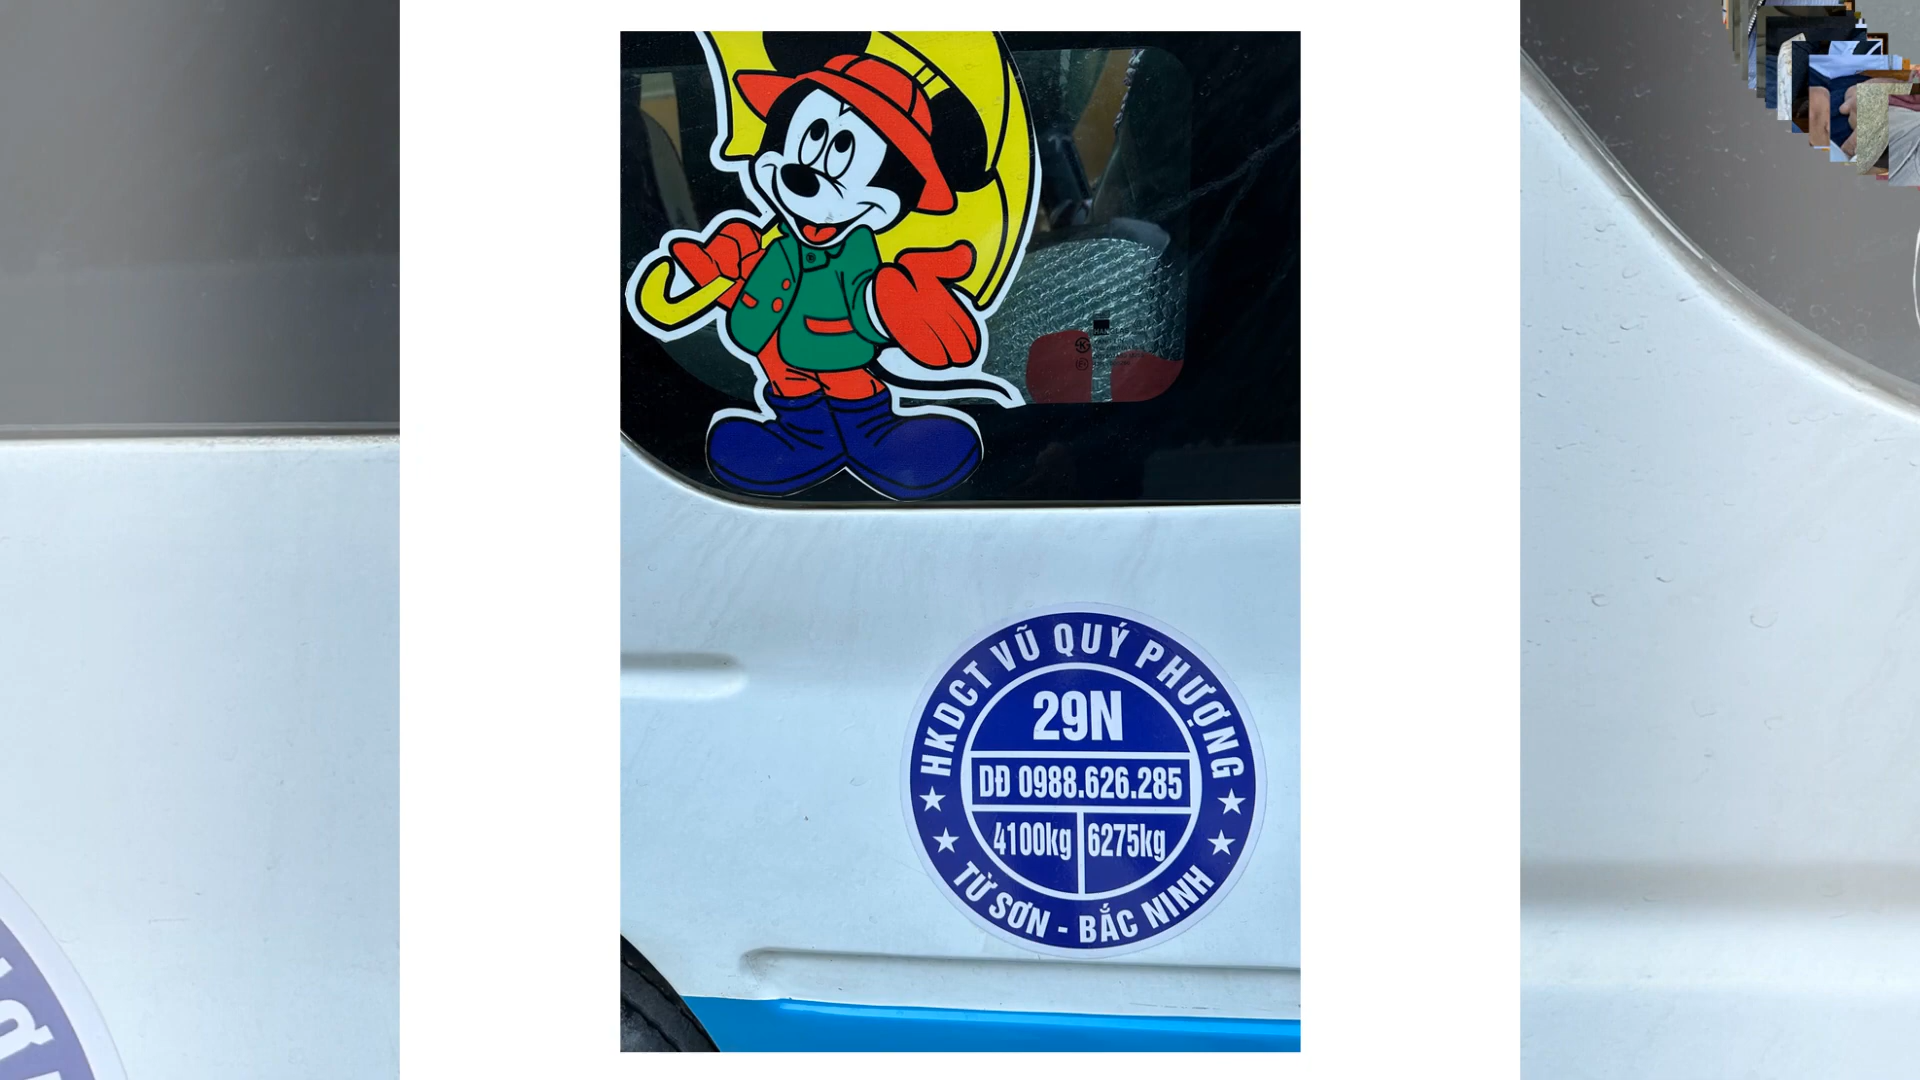 HKDCT VŨ QUÝ PHƯỢNG
29N
DĐ 0988.626.285
4100kg
6275kg
TỪ SƠN - BẮC NINH